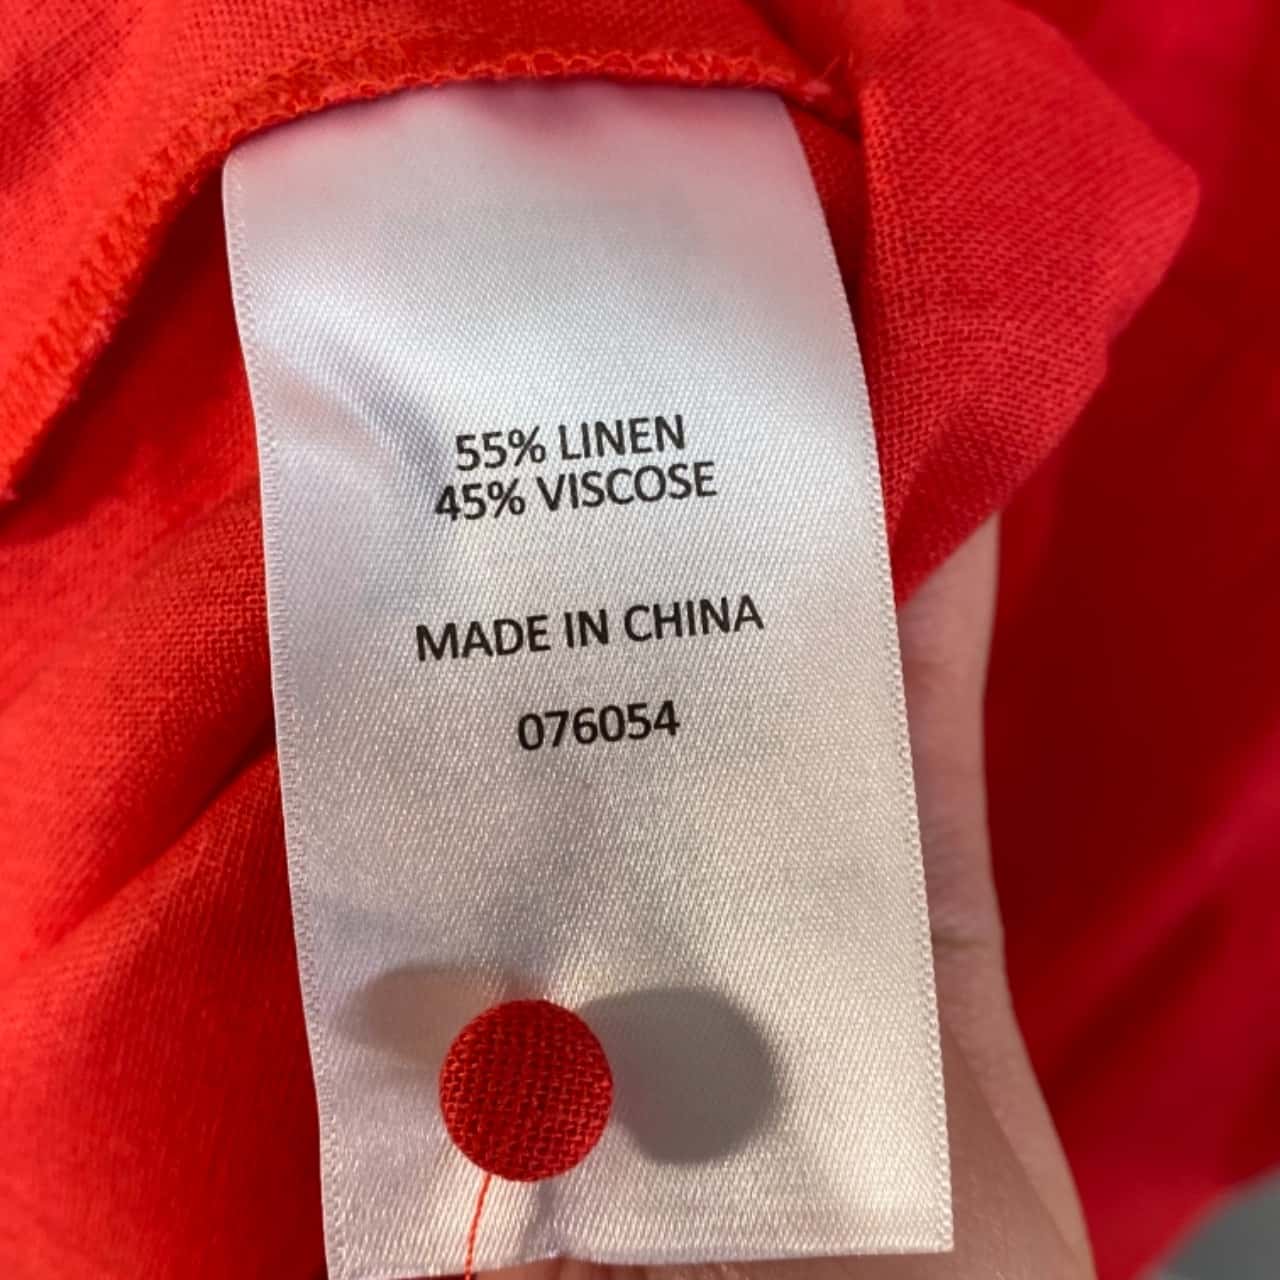 55% LINEN
45% VISCOSE
MADE IN CHINA
076054